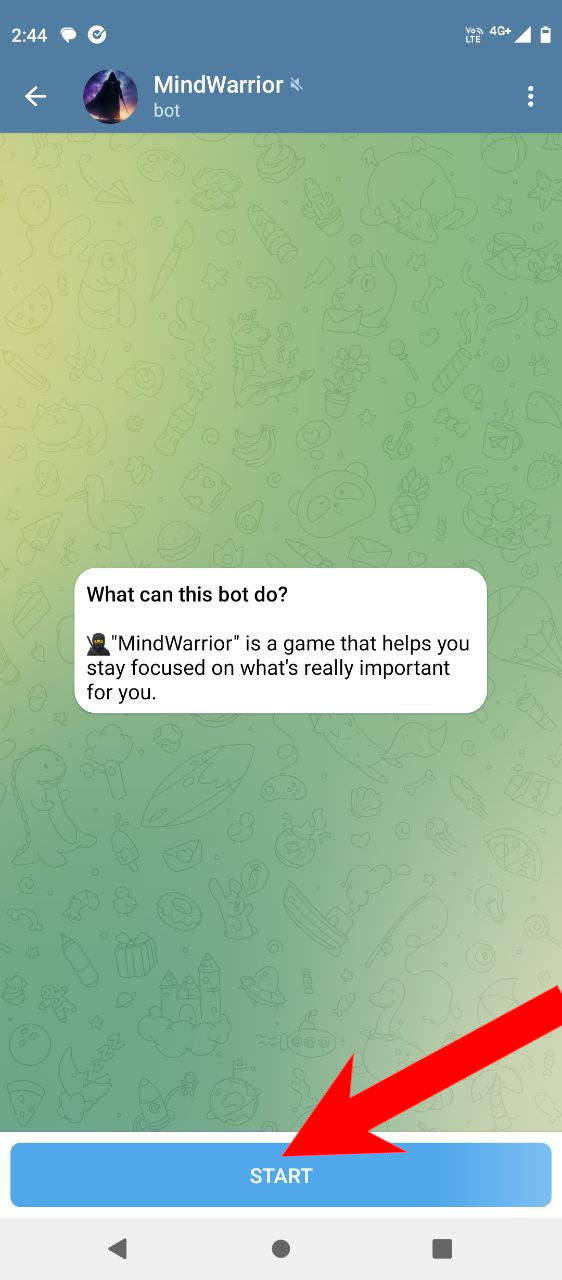 2:44
Vo LTE 4G+
MindWarrior
bot
What can this bot do?
🥷"MindWarrior" is a game that helps you
stay focused on what's really important
for you.
START